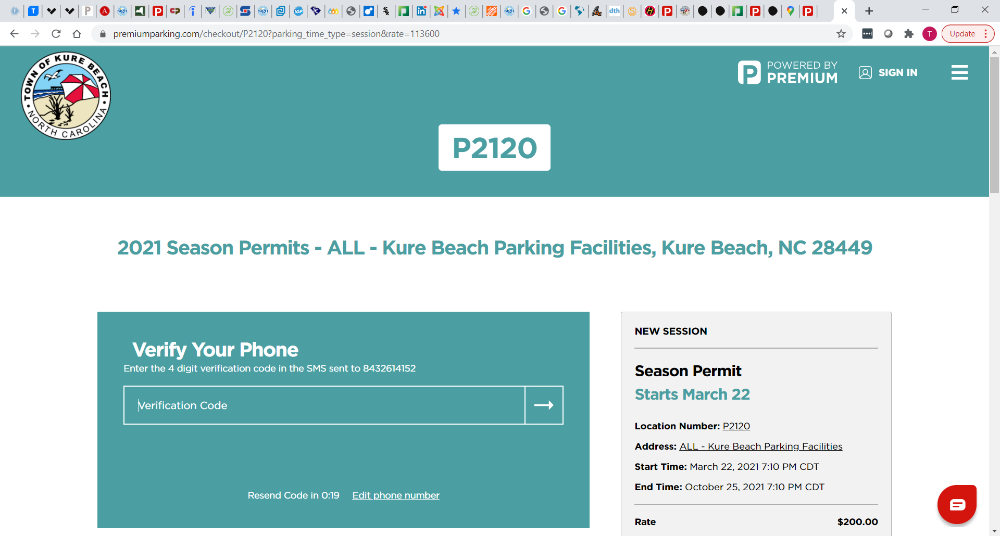 premiumparking.com/checkout/P2120?parking_time_type=session&rate=113600
T
Update
TOWN OF KURE BEACH
NORTH CAROLINA
POWERED BY
PREMIUM
SIGN IN
P2120
2021 Season Permits - ALL - Kure Beach Parking Facilities, Kure Beach, NC 28449
Verify Your Phone
Enter the 4 digit verification code in the SMS sent to 8432614152
Verification Code
Resend Code in 0:19
Edit phone number
NEW SESSION
Season Permit
Starts March 22
Location Number: P2120
Address: ALL - Kure Beach Parking Facilities
Start Time: March 22, 2021 7:10 PM CDT
End Time: October 25, 2021 7:10 PM CDT
Rate $200.00